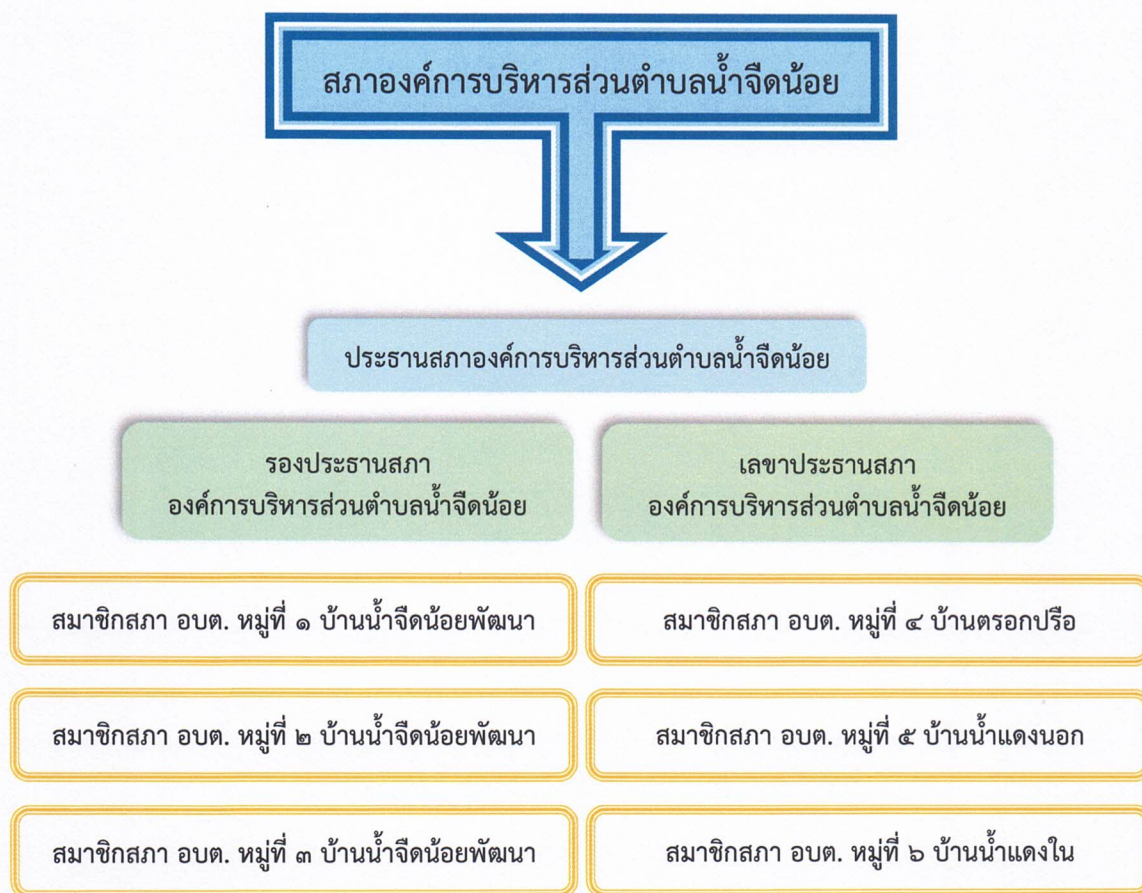 สภาองค์การบริหารส่วนตำบลน้ำจืดน้อย
ประธานสภาองค์การบริหารส่วนตำบลน้ำจืดน้อย
รองประธานสภา
องค์การบริหารส่วนตำบลน้ำจืดน้อย
เลขาประธานสภา
องค์การบริหารส่วนตำบลน้ำจืดน้อย
สมาชิกสภา อบต. หมู่ที่ ๑ บ้านน้ำจืดน้อยพัฒนา
สมาชิกสภา อบต. หมู่ที่ ๔ บ้านตรอกปรือ
สมาชิกสภา อบต. หมู่ที่ ๒ บ้านน้ำจืดน้อยพัฒนา
สมาชิกสภา อบต. หมู่ที่ ๕ บ้านน้ำแดงนอก
สมาชิกสภา อบต. หมู่ที่ ๓ บ้านน้ำจืดน้อยพัฒนา
สมาชิกสภา อบต. หมู่ที่ ๖ บ้านน้ำแดงใน